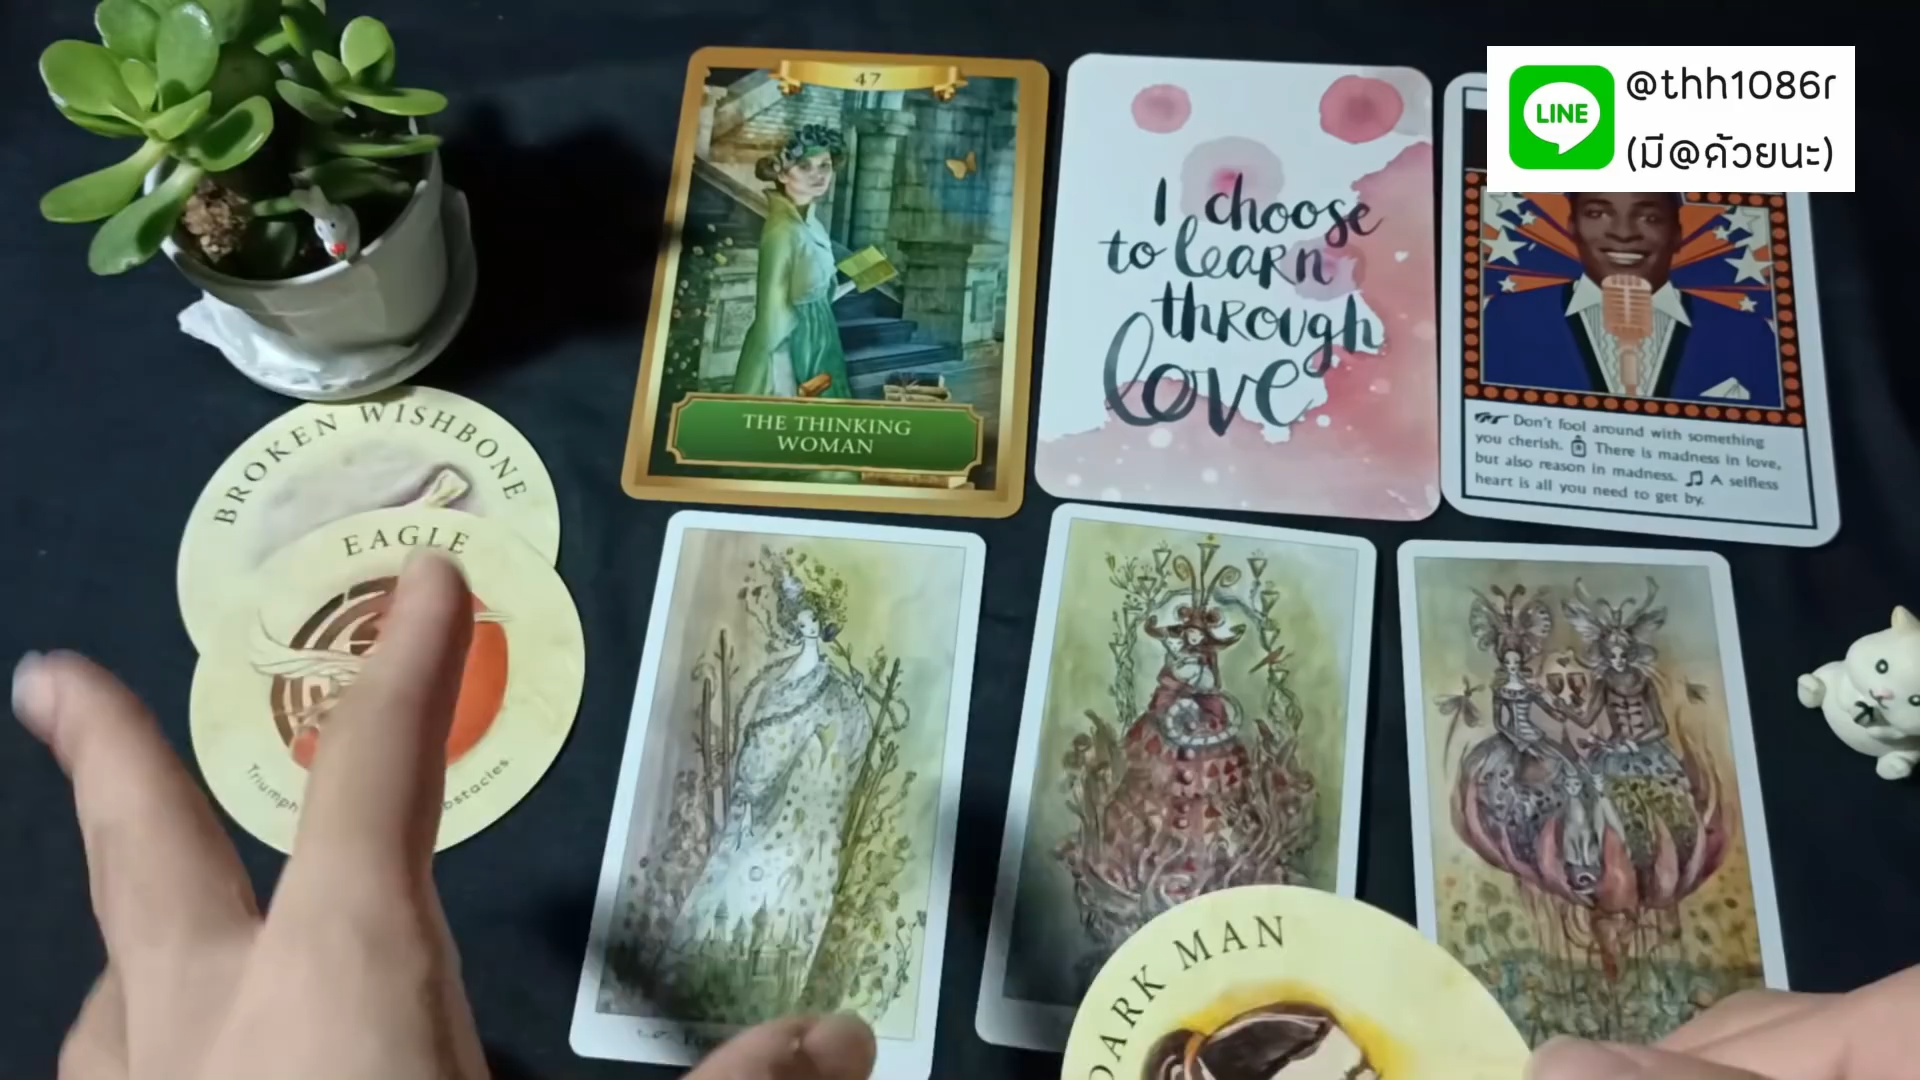 47
THE THINKING
WOMAN
I choose
to learn
through
love
LINE
@thh1086r
(มี@ด้วยนะ)
Don't fool around with something
you cherish. There is madness in love,
but also reason in madness. A selfless
heart is all you need to get by.
BROKEN WISHBONE
EAGLE
Triumph
DARK MAN